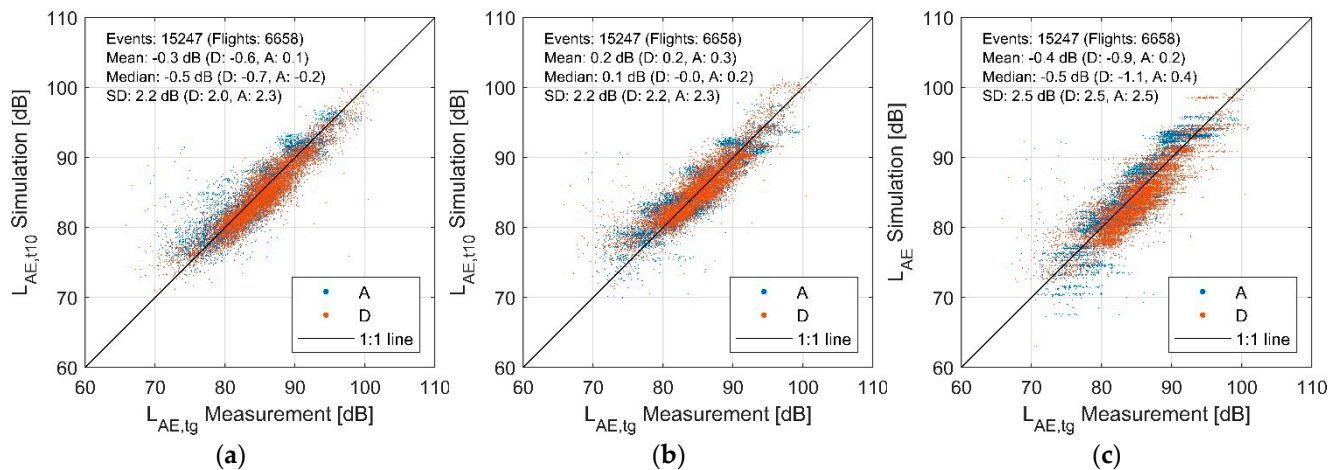 110
100
90
80
70
60
60
70
80
90
100
110
L_AE,t10 Simulation [dB]
L_AE,tg Measurement [dB]
Events: 15247 (Flights: 6658)
Mean: -0.3 dB (D: -0.6, A: 0.1)
Median: -0.5 dB (D: -0.7, A: -0.2)
SD: 2.2 dB (D: 2.0, A: 2.3)
A
D
1:1 line
(a)
110
100
90
80
70
60
60
70
80
90
100
110
L_AE,t10 Simulation [dB]
L_AE,tg Measurement [dB]
Events: 15247 (Flights: 6658)
Mean: 0.2 dB (D: 0.2, A: 0.3)
Median: 0.1 dB (D: -0.0, A: 0.2)
SD: 2.2 dB (D: 2.2, A: 2.3)
A
D
1:1 line
(b)
110
100
90
80
70
60
60
70
80
90
100
110
L_AE Simulation [dB]
L_AE,tg Measurement [dB]
Events: 15247 (Flights: 6658)
Mean: -0.4 dB (D: -0.9, A: 0.2)
Median: -0.5 dB (D: -1.1, A: 0.4)
SD: 2.5 dB (D: 2.5, A: 2.5)
A
D
1:1 line
(c)